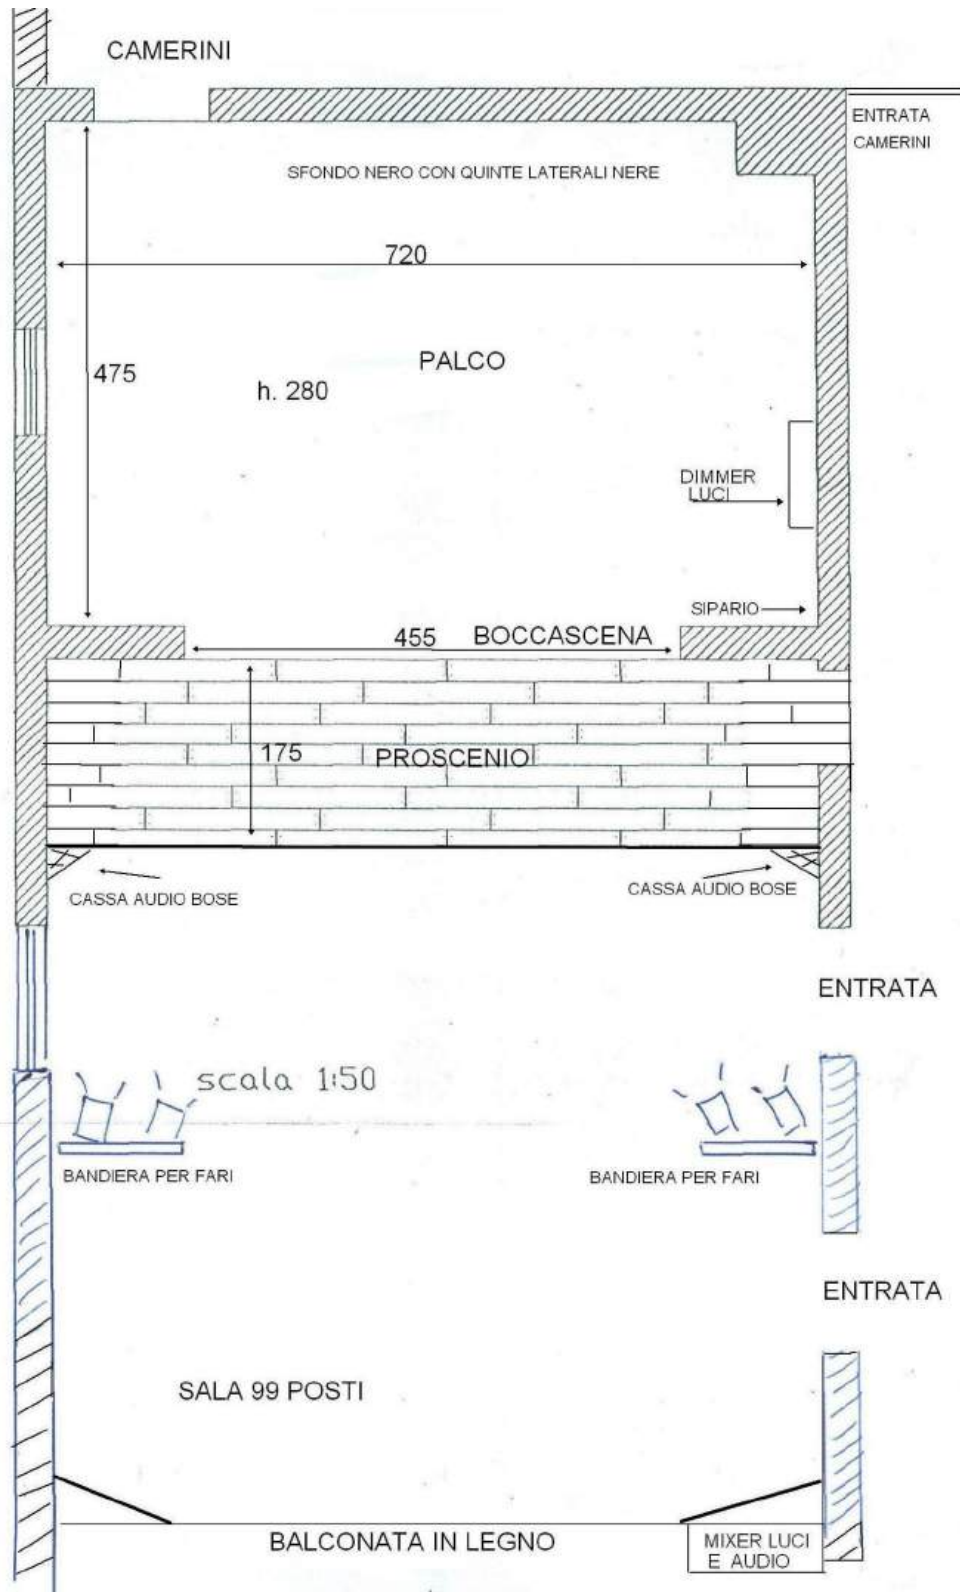 CAMERINI
ENTRATA
CAMERINI
SFONDO NERO CON QUINTE LATERALI NERE
720
475
PALCO
h. 280
DIMMER
LUCI
SIPARIO
455
BOCCASCENA
175
PROSCENIO
CASSA AUDIO BOSE
CASSA AUDIO BOSE
ENTRATA
scala 1:50
BANDIERA PER FARI
BANDIERA PER FARI
ENTRATA
SALA 99 POSTI
BALCONATA IN LEGNO
MIXER LUCI
E AUDIO